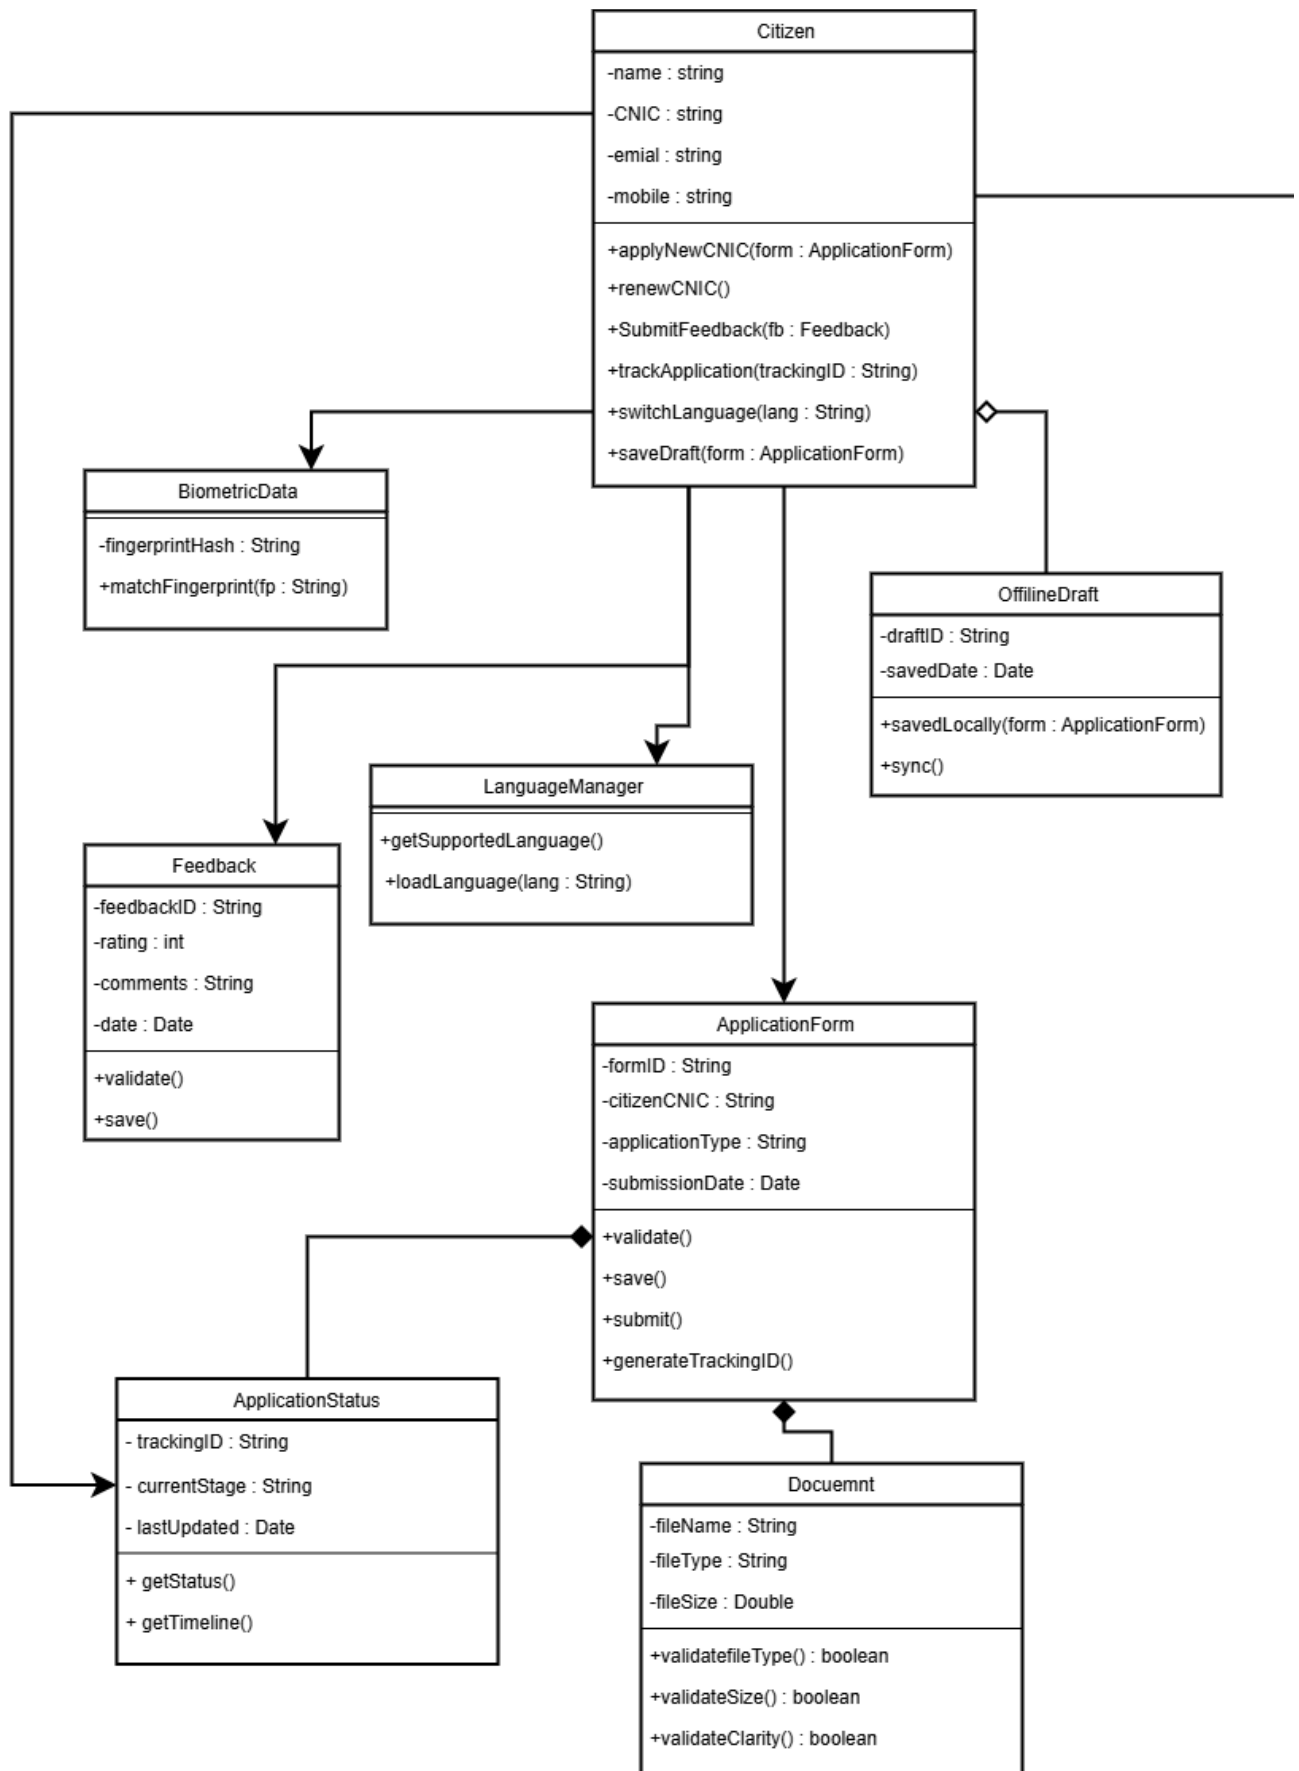 Citizen
-name : string
-CNIC : string
-emial : string
-mobile : string
+applyNewCNIC(form : ApplicationForm)
+renewCNIC()
+SubmitFeedback(fb : Feedback)
+trackApplication(trackingID : String)
+switchLanguage(lang : String)
+saveDraft(form : ApplicationForm)
BiometricData
-fingerprintHash : String
+matchFingerprint(fp : String)
OffilineDraft
-draftID : String
-savedDate : Date
+savedLocally(form : ApplicationForm)
+sync()
LanguageManager
+getSupportedLanguage()
+loadLanguage(lang : String)
Feedback
-feedbackID : String
-rating : int
-comments : String
-date : Date
+validate()
+save()
ApplicationForm
-formID : String
-citizenCNIC : String
-applicationType : String
-submissionDate : Date
+validate()
+save()
+submit()
+generateTrackingID()
ApplicationStatus
- trackingID : String
- currentStage : String
- lastUpdated : Date
+ getStatus()
+ getTimeline()
Docuemnt
-fileName : String
-fileType : String
-fileSize : Double
+validatefileType() : boolean
+validateSize() : boolean
+validateClarity() : boolean